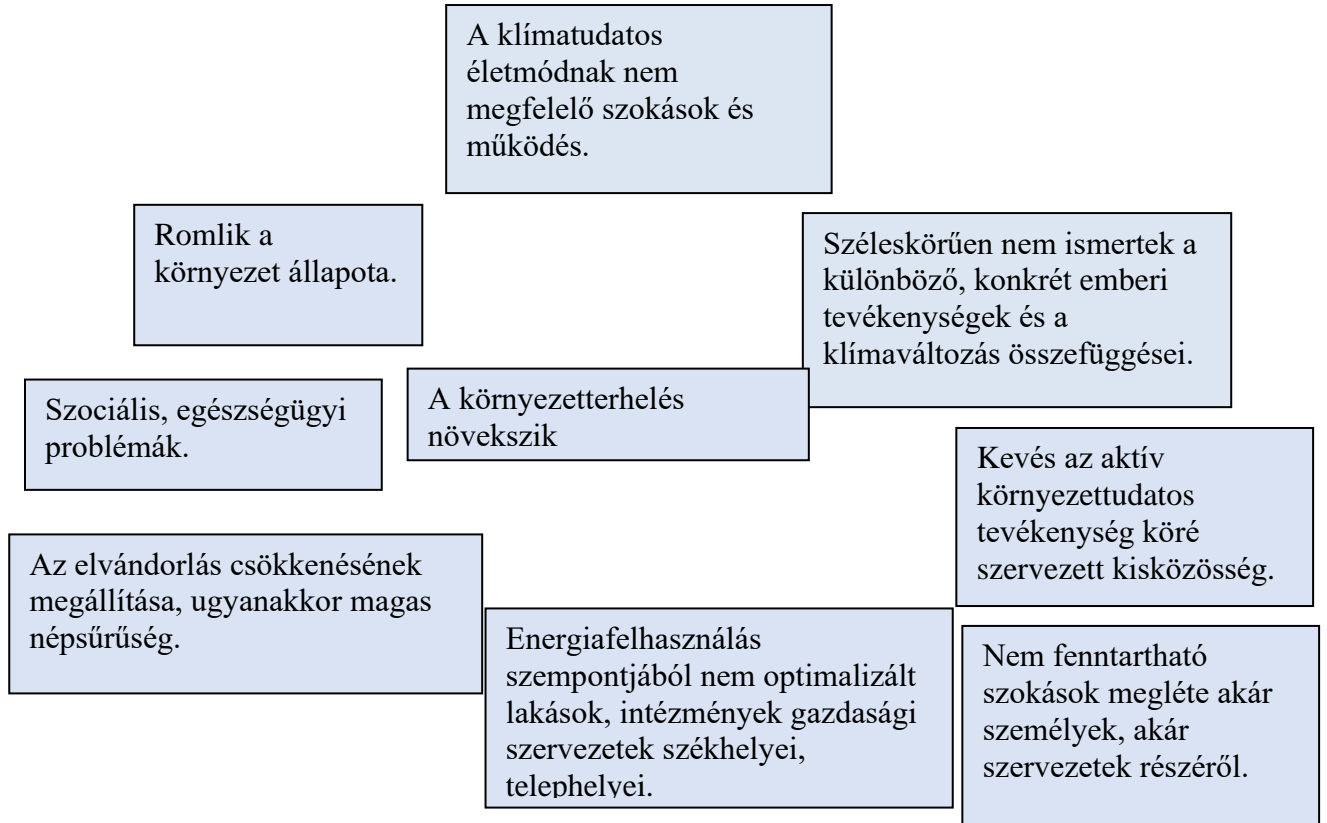 A klímatudatos
életmódnak nem
megfelelő szokások és
működés.
Romlik a
környezet állapota.
Széleskörűen nem ismertek a
különböző, konkrét emberi
tevékenységek és a
klímaváltozás összefüggései.
Szociális, egészségügyi
problémák.
A környezetterhelés
növekszik
Kevés az aktív
környezettudatos
tevékenység köré
szervezett kisközösség.
Az elvándorlás csökkenésének
megállítása, ugyanakkor magas
népsűrűség.
Energiafelhasználás
szempontjából nem optimalizált
lakások, intézmények gazdasági
szervezetek székhelyei,
telephelyei.
Nem fenntartható
szokások megléte akár
személyek, akár
szervezetek részéről.